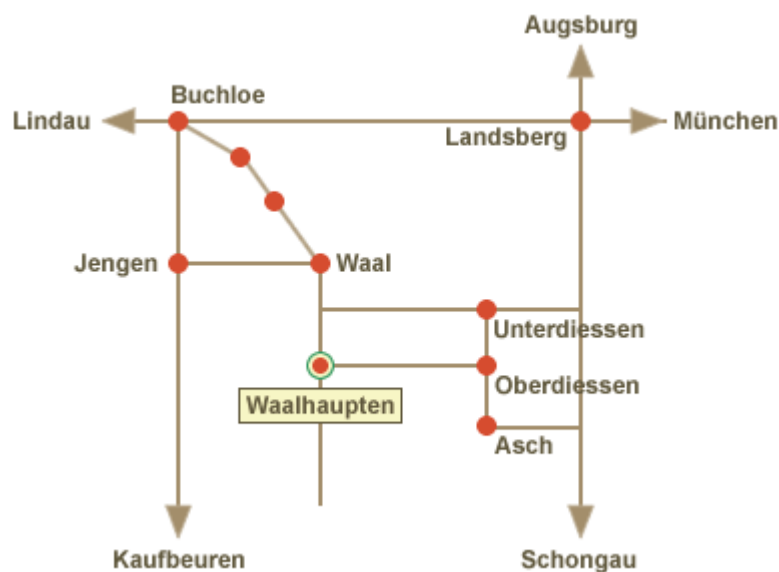 Augsburg
Buchloe
Lindau
München
Landsberg
Jengen
Waal
Unterdiessen
Oberdiessen
Waalhaupten
Asch
Kaufbeuren
Schongau